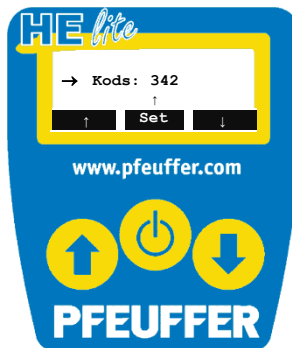 HE lite
→ Kods: 342
↑
↑ Set ↓
www.pfeuffer.com
PFEUFFER